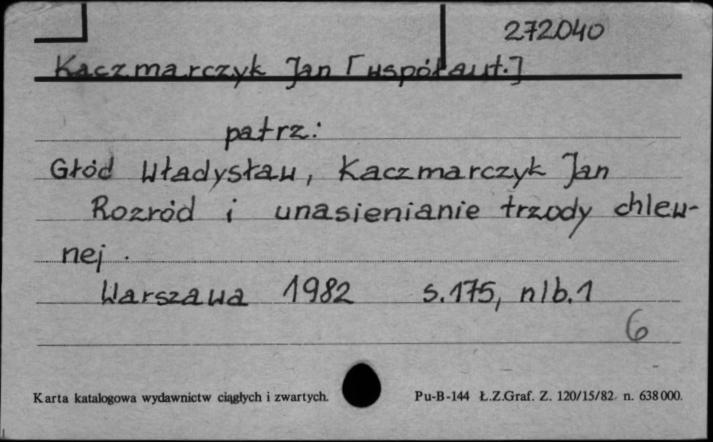 272040
Kaczmarczyk Jan [współaut.]
patrz:
Głód Władysław, Kaczmarczyk Jan
Rozród i unasienianie trzody chlew-
nej.
Warszawa 1982 s.175, nlb.1
6
Karta katalogowa wydawnictw ciągłych i zwartych. Pu-B-144 Ł.Z.Graf. Z. 120/15/82. n. 638000.